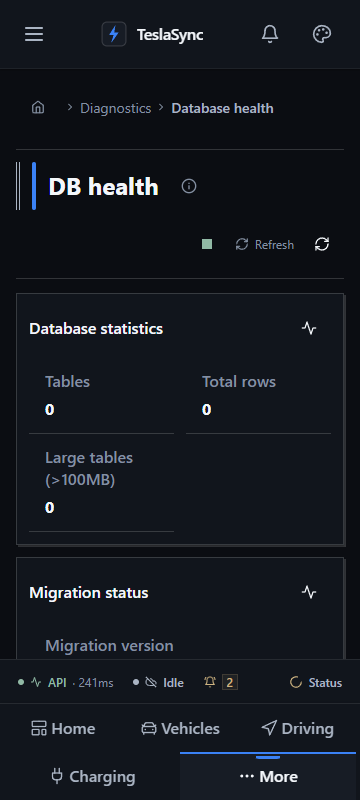 TeslaSync
Diagnostics
Database health
DB health
Refresh
Database statistics
Tables
Total rows
0
0
Large tables
(>100MB)
0
Migration status
Migration version
API · 241ms
Idle
2
Status
Home
Vehicles
Driving
Charging
More